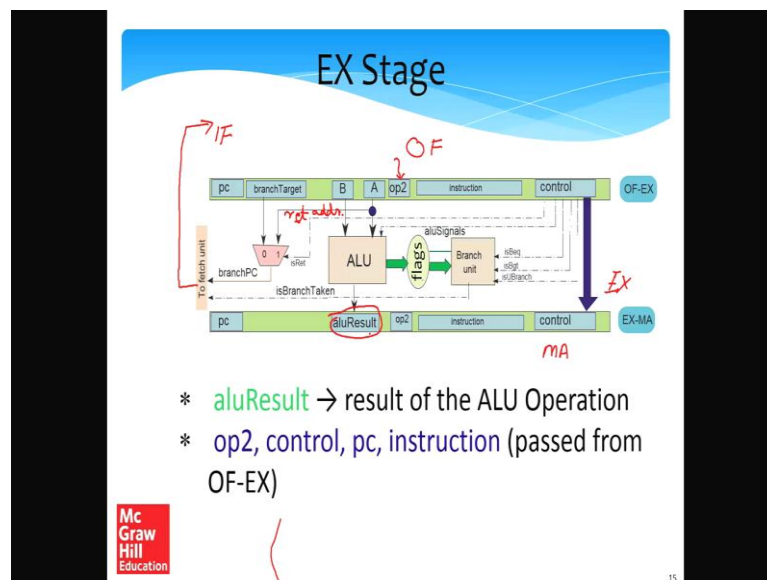 EX Stage
IF
OF
pc branchTarget B A op2 instruction control OF-EX
ret addr.
aluSignals
0 1
isRet
ALU
flags
Branch
unit
isBeq
isBgt
isUBranch
To fetch unit
branchPC
isBranchTaken
EX
pc aluResult op2 instruction control EX-MA
MA
* aluResult → result of the ALU Operation
* op2, control, pc, instruction (passed from
OF-EX)
Mc
Graw
Hill
Education
15